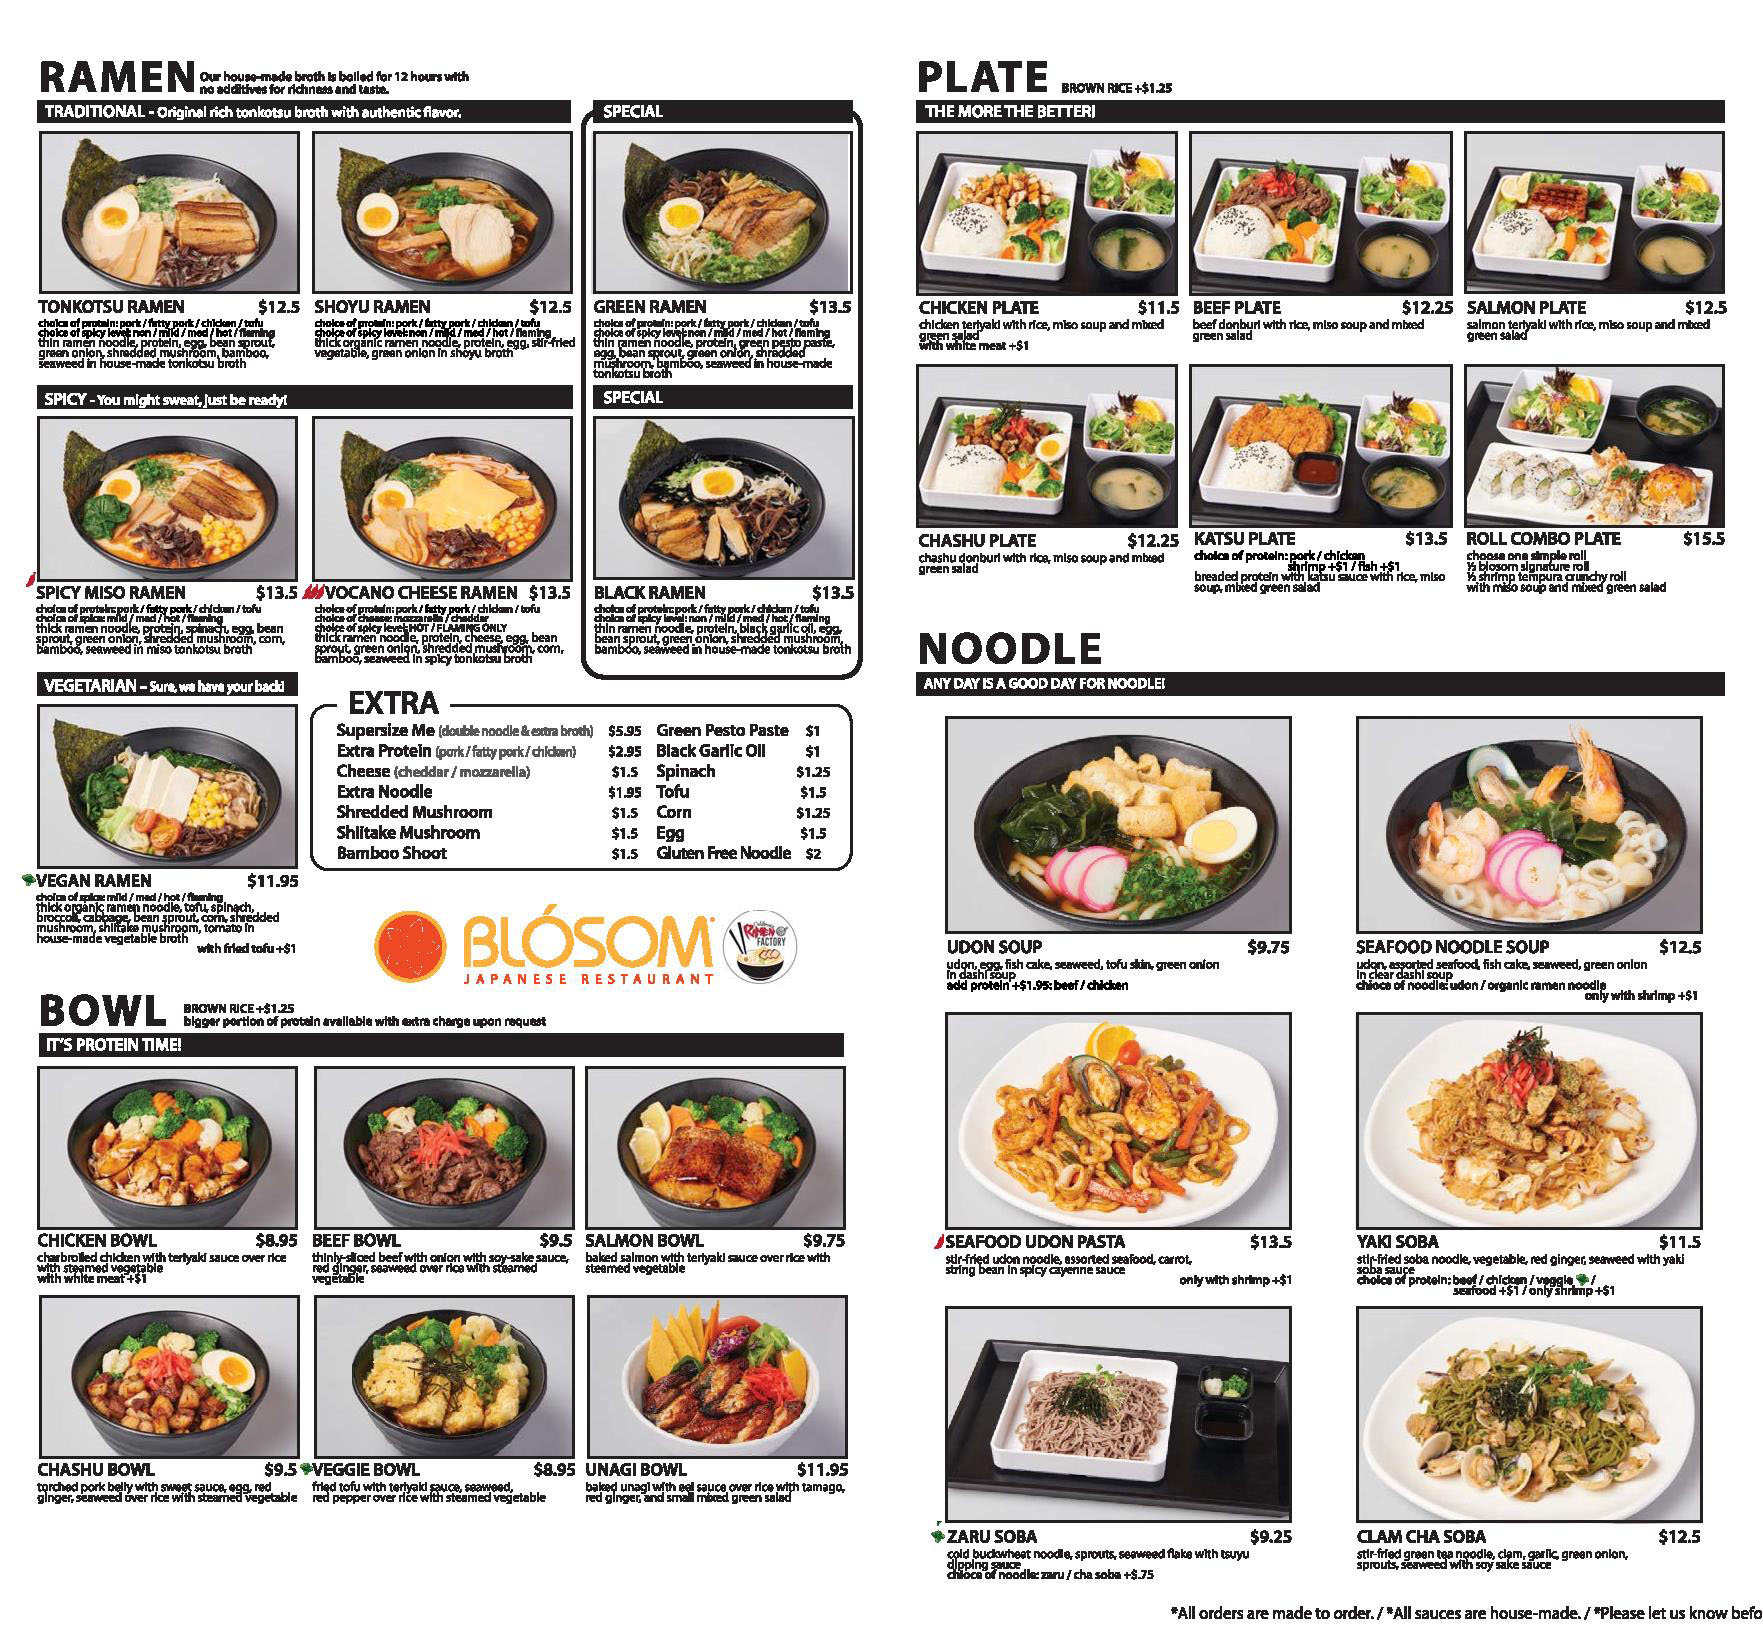 RAMEN
Our house-made broth is boiled for 12 hours with
no additives for richness and taste.
TRADITIONAL - Original rich tonkotsu broth with authentic flavor.
TONKOTSU RAMEN $12.5
choice of protein: pork / fatty pork / chicken / tofu
choice of spicy level: non / mild / med / hot / flaming
thin ramen noodle, protein, egg, bean sprout,
green onion, shredded mushroom, bamboo,
seaweed in house-made tonkotsu broth
SHOYU RAMEN $12.5
choice of protein: pork / fatty pork / chicken / tofu
choice of spicy level: non / mild / med / hot / flaming
thick organic ramen noodle, protein, egg, stir-fried
vegetable, green onion in shoyu broth
SPECIAL
GREEN RAMEN $13.5
choice of protein: pork / fatty pork / chicken / tofu
choice of spicy level: non / mild / med / hot / flaming
thin ramen noodle, protein, green pesto paste,
egg, bean sprout, green onion, shredded
mushroom, bamboo, seaweed in house-made
tonkotsu broth
SPICY - You might sweat, just be ready!
SPICY MISO RAMEN $13.5
choice of protein: pork / fatty pork / chicken / tofu
choice of spice: mild / med / hot / flaming
thick ramen noodle, protein, spinach, egg, bean
sprout, green onion, shredded mushroom, corn,
bamboo, seaweed in miso tonkotsu broth
VOCANO CHEESE RAMEN $13.5
choice of protein: pork / fatty pork / chicken / tofu
choice of cheese: mozzarella / cheddar
choice of spicy level: HOT / FLAMING ONLY
thick ramen noodle, protein, cheese, egg, bean
sprout, green onion, shredded mushroom, corn,
bamboo, seaweed in spicy tonkotsu broth
SPECIAL
BLACK RAMEN $13.5
choice of protein: pork / fatty pork / chicken / tofu
choice of spicy level: non / mild / med / hot / flaming
thin ramen noodle, protein, black garlic oil, egg,
bean sprout, green onion, shredded mushroom,
bamboo, seaweed in house-made tonkotsu broth
VEGETARIAN - Sure, we have your back!
VEGAN RAMEN $11.95
choice of spice: mild / med / hot / flaming
thick organic ramen noodle, tofu, spinach,
broccoli, cabbage, bean sprout, corn, shredded
mushroom, shiitake mushroom, tomato in
house-made vegetable broth
with fried tofu +$1
EXTRA
Supersize Me (double noodle & extra broth) $5.95 Green Pesto Paste $1
Extra Protein (pork / fatty pork / chicken) $2.95 Black Garlic Oil $1
Cheese (cheddar / mozzarella) $1.5 Spinach $1.25
Extra Noodle $1.95 Tofu $1.5
Shredded Mushroom $1.5 Corn $1.25
Shiitake Mushroom $1.5 Egg $1.5
Bamboo Shoot $1.5 Gluten Free Noodle $2
BLÓSOM
JAPANESE RESTAURANT
RAMEN
FACTORY
BOWL
BROWN RICE +$1.25
bigger portion of protein available with extra charge upon request
IT'S PROTEIN TIME!
CHICKEN BOWL $8.95
charbroiled chicken with teriyaki sauce over rice
with steamed vegetable
with white meat +$1
BEEF BOWL $9.5
thinly-sliced beef with onion with soy-sake sauce,
red ginger, seaweed over rice with steamed
vegetable
SALMON BOWL $9.75
baked salmon with teriyaki sauce over rice with
steamed vegetable
CHASHU BOWL $9.5
torched pork belly with sweet sauce, egg, red
ginger, seaweed over rice with steamed vegetable
VEGGIE BOWL $8.95
fried tofu with teriyaki sauce, seaweed,
red pepper over rice with steamed vegetable
UNAGI BOWL $11.95
baked unagi with eel sauce over rice with tamago,
red ginger, and small mixed green salad
PLATE
BROWN RICE +$1.25
THE MORE THE BETTER!
CHICKEN PLATE $11.5
chicken teriyaki with rice, miso soup and mixed
green salad
with white meat +$1
BEEF PLATE $12.25
beef donburi with rice, miso soup and mixed
green salad
SALMON PLATE $12.5
salmon teriyaki with rice, miso soup and mixed
green salad
CHASHU PLATE $12.25
chashu donburi with rice, miso soup and mixed
green salad
KATSU PLATE $13.5
choice of protein: pork / chicken
shrimp +$1 / fish +$1
breaded protein with katsu sauce with rice, miso
soup, mixed green salad
ROLL COMBO PLATE $15.5
choose one simple roll
½ blosom signature roll
½ shrimp tempura crunchy roll
with miso soup and mixed green salad
NOODLE
ANY DAY IS A GOOD DAY FOR NOODLE!
UDON SOUP $9.75
udon, egg, fish cake, seaweed, tofu skin, green onion
in dashi soup
add protein +$1.95: beef / chicken
SEAFOOD NOODLE SOUP $12.5
udon, assorted seafood, fish cake, seaweed, green onion
in clear dashi soup
chioce of noodle: udon / organic ramen noodle
only with shrimp +$1
SEAFOOD UDON PASTA $13.5
stir-fried udon noodle, assorted seafood, carrot,
string bean in spicy cayenne sauce
only with shrimp +$1
YAKI SOBA $11.5
stir-fried soba noodle, vegetable, red ginger, seaweed with yaki
soba sauce
choice of protein: beef / chicken / veggie /
seafood +$1 / only shrimp +$1
ZARU SOBA $9.25
cold buckwheat noodle, sprouts, seaweed flake with tsuyu
dipping sauce
chioce of noodle: zaru / cha soba +$.75
CLAM CHA SOBA $12.5
stir-fried green tea noodle, clam, garlic, green onion,
sprouts, seaweed with soy sake sauce
*All orders are made to order. / *All sauces are house-made. / *Please let us know befo